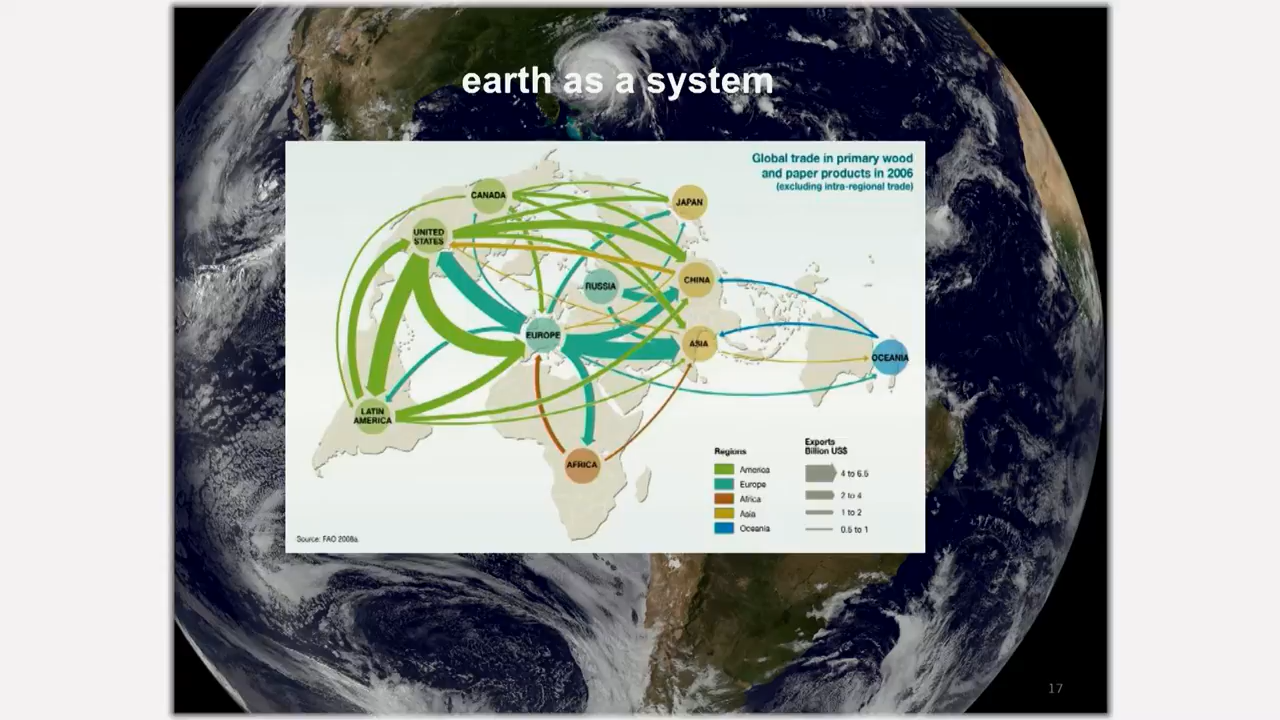 earth as a system
Global trade in primary wood
and paper products in 2006
(excluding intra-regional trade)
CANADA
JAPAN
UNITED
STATES
CHINA
RUSSIA
EUROPE
ASIA
OCEANIA
LATIN
AMERICA
AFRICA
Regions
America
Europe
Africa
Asia
Oceania
Exports
Billion US$
4 to 6.5
2 to 4
1 to 2
0.5 to 1
Source: FAO 2008a.
17